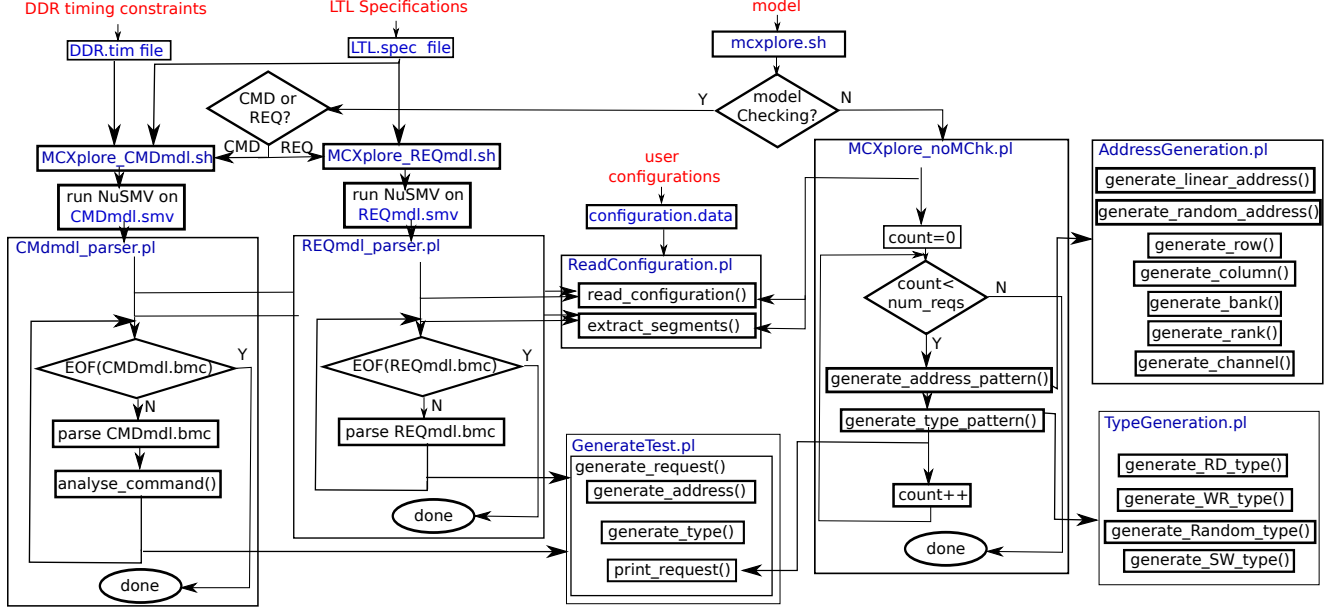 DDR timing constraints
DDR.tim file
LTL Specifications
LTL.spec file
model
mcxplore.sh
model
Checking?
Y
N
CMD or
REQ?
CMD
REQ
MCXplore_CMDmdl.sh
MCXplore_REQmdl.sh
run NuSMV on
CMDmdl.smv
run NuSMV on
REQmdl.smv
CMdmdl_parser.pl
EOF(CMDmdl.bmc)
Y
N
parse CMDmdl.bmc
analyse_command()
done
REQmdl_parser.pl
EOF(REQmdl.bmc)
Y
N
parse REQmdl.bmc
done
user
configurations
configuration.data
ReadConfiguration.pl
read_configuration()
extract_segments()
GenerateTest.pl
generate_request()
generate_address()
generate_type()
print_request()
MCXplore_noMChk.pl
count=0
count<
num_reqs
N
Y
generate_address_pattern()
generate_type_pattern()
count++
done
AddressGeneration.pl
generate_linear_address()
generate_random_address()
generate_row()
generate_column()
generate_bank()
generate_rank()
generate_channel()
TypeGeneration.pl
generate_RD_type()
generate_WR_type()
generate_Random_type()
generate_SW_type()